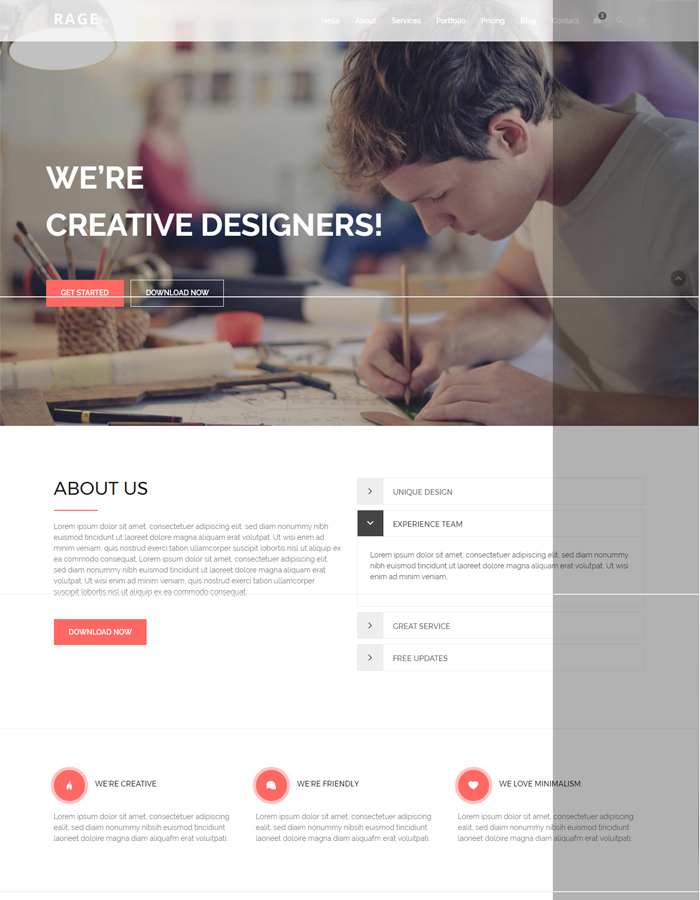 RAGE
Hello About Services Portfolio Pricing Blog Contact 3
WE'RE
CREATIVE DESIGNERS!
GET STARTED DOWNLOAD NOW
ABOUT US
Lorem ipsum dolor sit amet, consectetuer adipiscing elit, sed diam nonummy nibh
euismod tincidunt ut laoreet dolore magna aliquam erat volutpat. Ut wisi enim ad
minim veniam, quis nostrud exerci tation ullamcorper suscipit lobortis nisl ut aliquip ex
ea commodo consequat. Lorem ipsum dolor sit amet, consectetuer adipiscing elit,
sed diam nonummy nibh euismod tincidunt ut laoreet dolore magna aliquam erat
volutpat. Ut wisi enim ad minim veniam, quis nostrud exerci tation ullamcorper
suscipit lobortis nisl ut aliquip ex ea commodo consequat.
DOWNLOAD NOW
UNIQUE DESIGN
EXPERIENCE TEAM
Lorem ipsum dolor sit amet, consectetuer adipiscing elit, sed diam nonummy
nibh euismod tincidunt ut laoreet dolore magna aliquam erat volutpat. Ut wisi
enim ad minim veniam,
GREAT SERVICE
FREE UPDATES
WE'RE CREATIVE
Lorem ipsum dolor sit amet, consectetuer adipiscing
ealit, sed diaim nonummy nibsih euismod tincidiunt
laorieet dolore magna diam aliquafm erat voluitpati.
WE'RE FRIENDLY
Lorem ipsum dolor sit amet, consectetuer adipiscing
ealit, sed diaim nonummy nibsih euismod tincidiunt
laorieet dolore magna diam aliquafm erat voluitpati.
WE LOVE MINIMALISM
Lorem ipsum dolor sit amet, consectetuer adipiscing
ealit, sed diaim nonummy nibsih euismod tincidiunt
laorieet dolore magna diam aliquafm erat voluitpati.